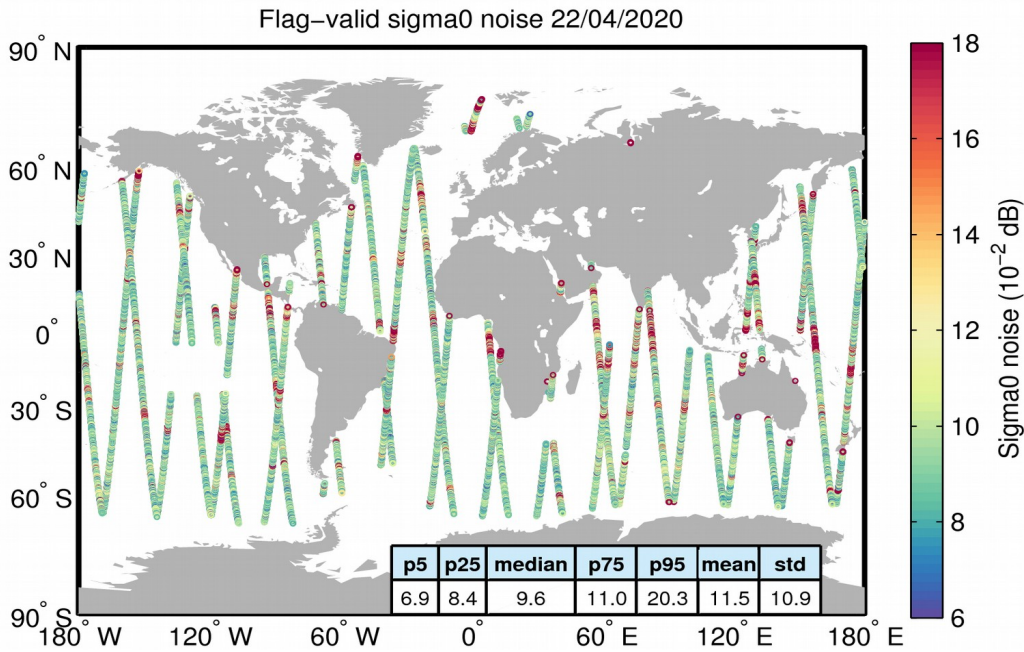 Flag−valid sigma0 noise 22/04/2020
90° N
60° N
30° N
0°
30° S
60° S
90° S
180° W 120° W 60° W 0° 60° E 120° E 180° E
p5 p25 median p75 p95 mean std
6.9 8.4 9.6 11.0 20.3 11.5 10.9
18
16
14
12
10
8
6
Sigma0 noise (10⁻² dB)